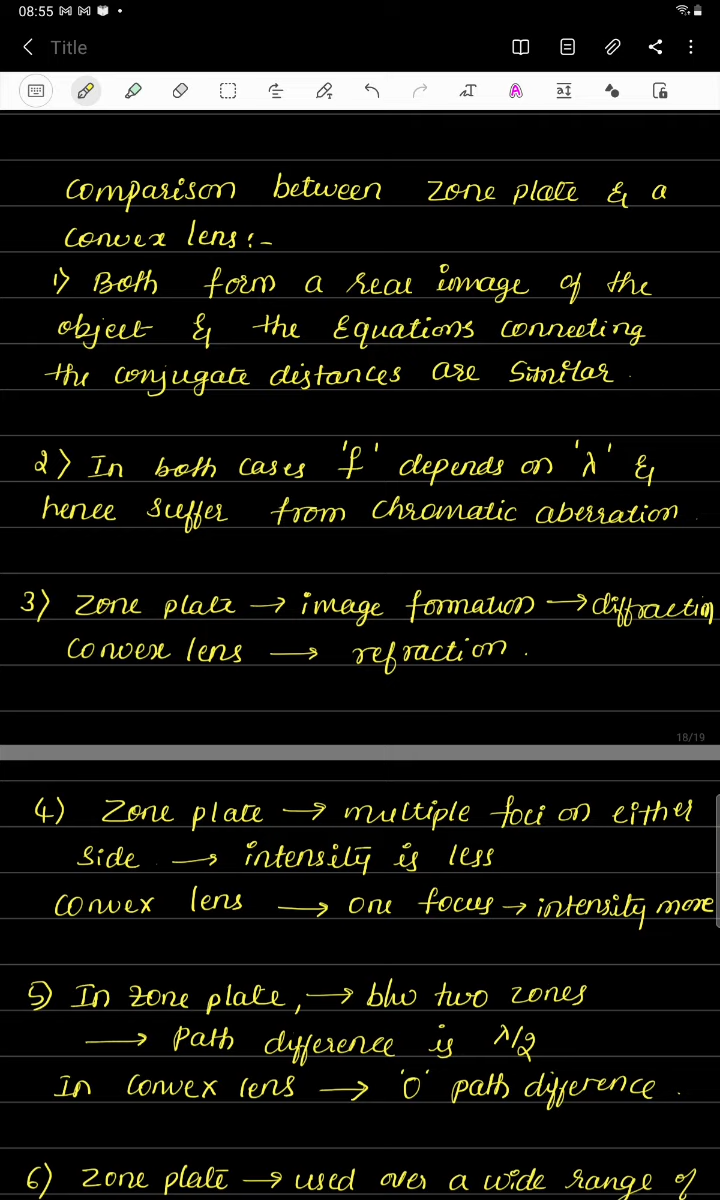 08:55
Title
Comparison between zone plate & a
convex lens :-
1) Both form a real image of the
object & the Equations connecting
the conjugate distances are similar.
2) In both cases 'f' depends on 'λ' &
hence suffer from chromatic aberration.
3) Zone plate → image formation → diffraction
convex lens → refraction.
18/19
4) Zone plate → multiple foci on either
side → intensity is less
convex lens → one focus → intensity more
5) In zone plate, → b/w two zones
→ Path difference is λ/2
In convex lens → '0' path difference.
6) Zone plate → used over a wide range of